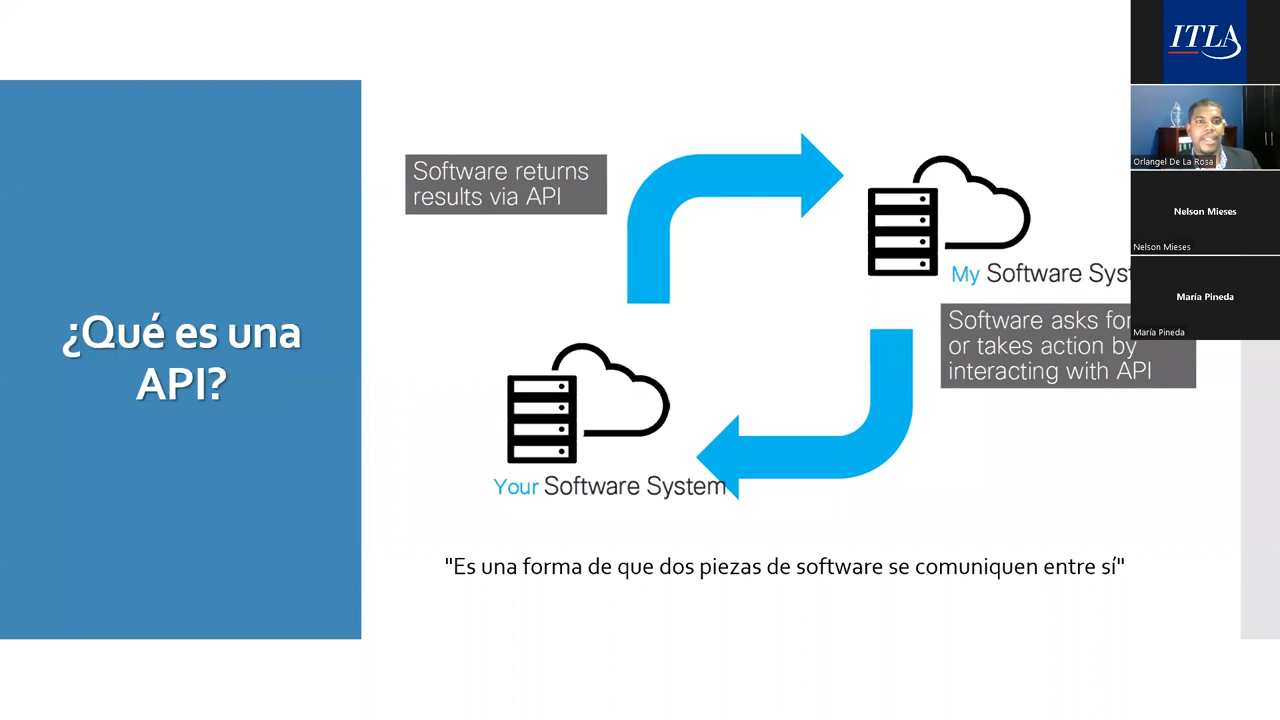 ¿Qué es una
API?
Software returns
results via API
My Software Syst
Software asks for
or takes action by
interacting with API
Your Software System
"Es una forma de que dos piezas de software se comuniquen entre sí"
ITLA
Orlangel De La Rosa
Nelson Mieses
Nelson Mieses
María Pineda
María Pineda